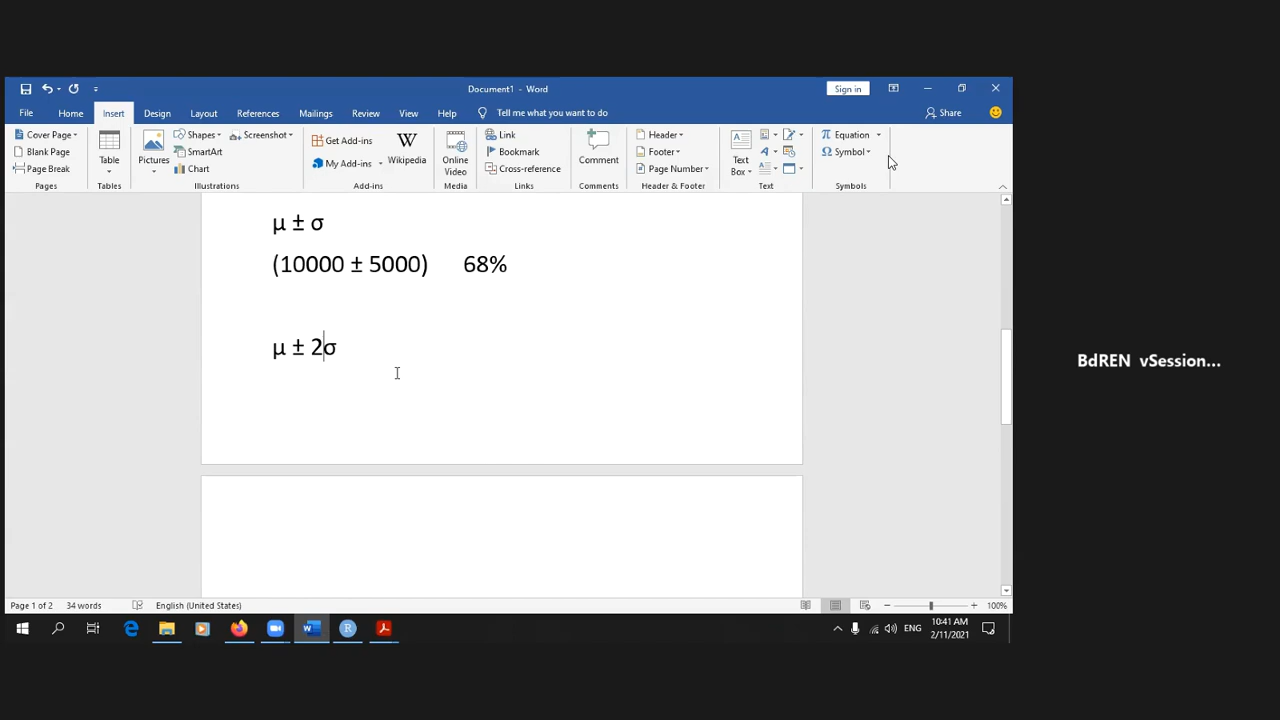 Document1 - Word
Sign in
File Home Insert Design Layout References Mailings Review View Help Tell me what you want to do Share
Cover Page
Blank Page
Page Break
Pages
Table
Tables
Pictures
Shapes
SmartArt
Chart
Screenshot
Illustrations
Get Add-ins
My Add-ins
W
Wikipedia
Add-ins
Online Video
Media
Link
Bookmark
Cross-reference
Links
Comment
Comments
Header
Footer
Page Number
Header & Footer
Text Box
Text
π Equation
Ω Symbol
Symbols
μ ± σ
(10000 ± 5000) 68%
μ ± 2σ
BdREN vSession...
Page 1 of 2 34 words English (United States) 100%
ENG
10:41 AM
2/11/2021